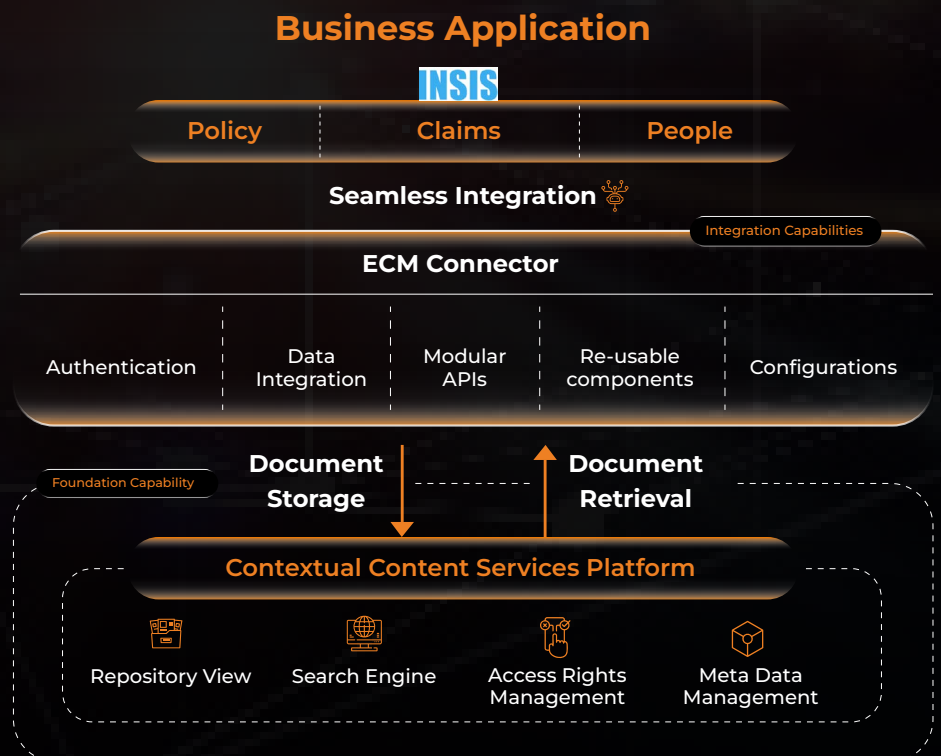 Business Application
INSIS
Policy
Claims
People
Seamless Integration
Integration Capabilities
ECM Connector
Authentication
Data
Integration
Modular
APIs
Re-usable
components
Configurations
Document
Storage
Document
Retrieval
Foundation Capability
Contextual Content Services Platform
Repository View
Search Engine
Access Rights
Management
Meta Data
Management